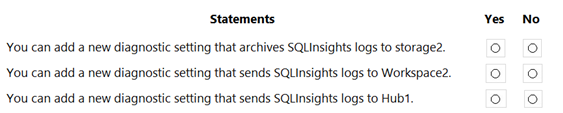 Statements Yes No
You can add a new diagnostic setting that archives SQLInsights logs to storage2.
You can add a new diagnostic setting that sends SQLInsights logs to Workspace2.
You can add a new diagnostic setting that sends SQLInsights logs to Hub1.